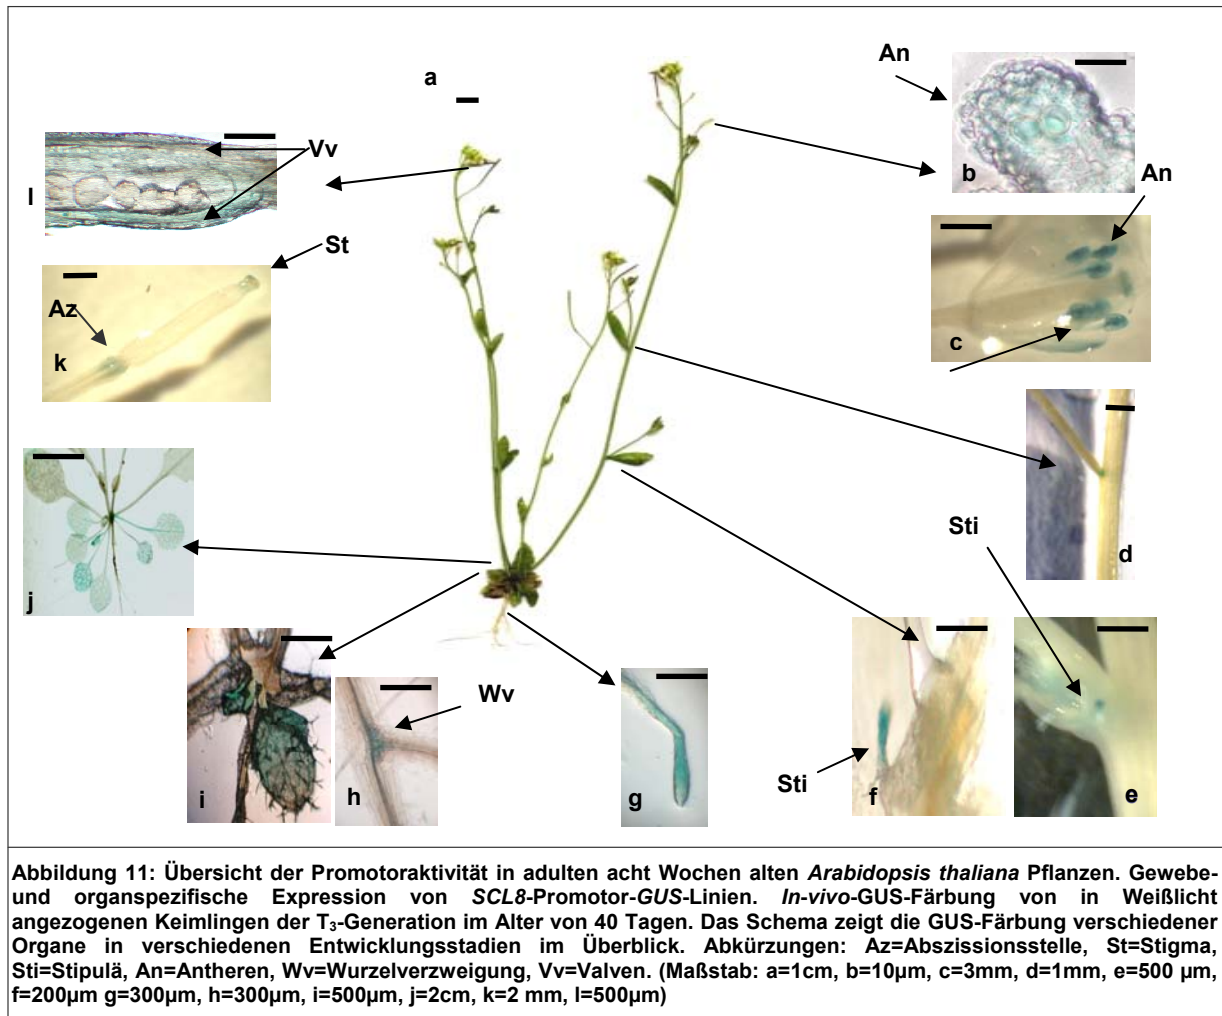 a
An
b
An
Vv
l
St
Az
k
c
d
Sti
j
Wv
i
h
g
Sti
f
e
Abbildung 11: Übersicht der Promotoraktivität in adulten acht Wochen alten Arabidopsis thaliana Pflanzen. Gewebe-
und organspezifische Expression von SCL8-Promotor-GUS-Linien. In-vivo-GUS-Färbung von in Weißlicht
angezogenen Keimlingen der T3-Generation im Alter von 40 Tagen. Das Schema zeigt die GUS-Färbung verschiedener
Organe in verschiedenen Entwicklungsstadien im Überblick. Abkürzungen: Az=Abszissionsstelle, St=Stigma,
Sti=Stipulä, An=Antheren, Wv=Wurzelverzweigung, Vv=Valven. (Maßstab: a=1cm, b=10µm, c=3mm, d=1mm, e=500 µm,
f=200µm g=300µm, h=300µm, i=500µm, j=2cm, k=2 mm, l=500µm)